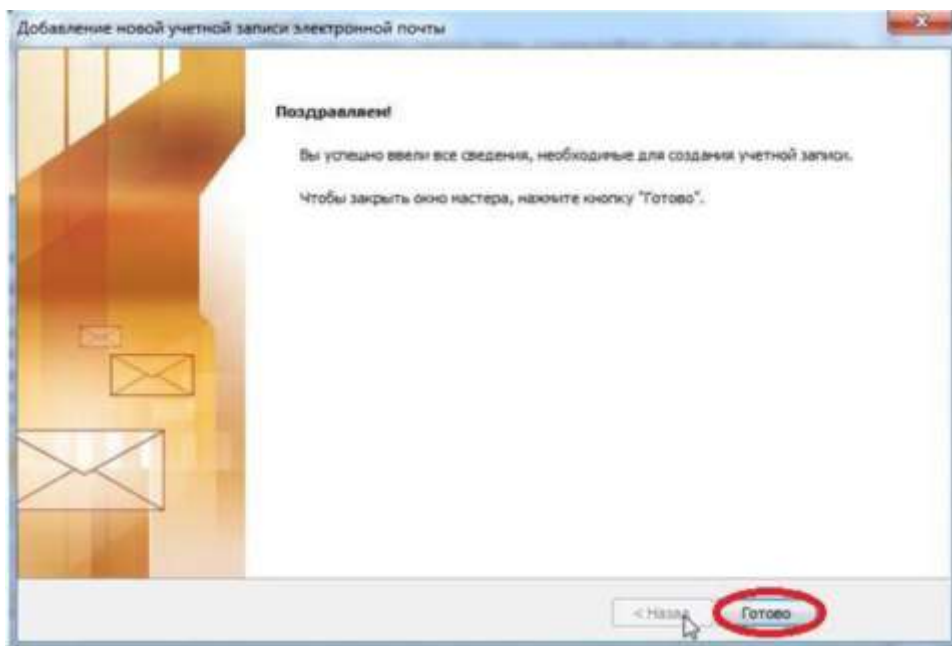 Добавление новой учетной записи электронной почты
Поздравляем!
Вы успешно ввели все сведения, необходимые для создания учетной записи.
Чтобы закрыть окно мастера, нажмите кнопку "Готово".
< Назад
Готово